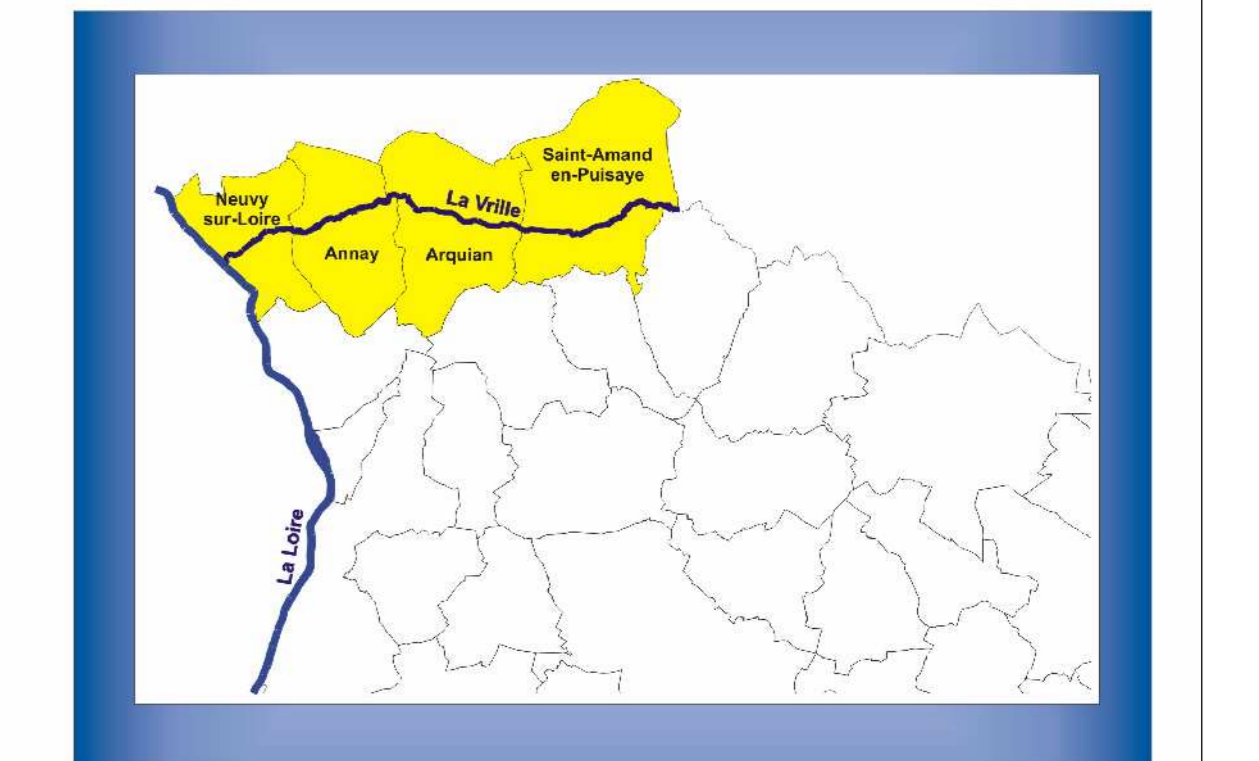 Saint-Amand
en-Puisaye
Neuvy
sur-Loire
La Vrille
Annay
Arquian
La Loire